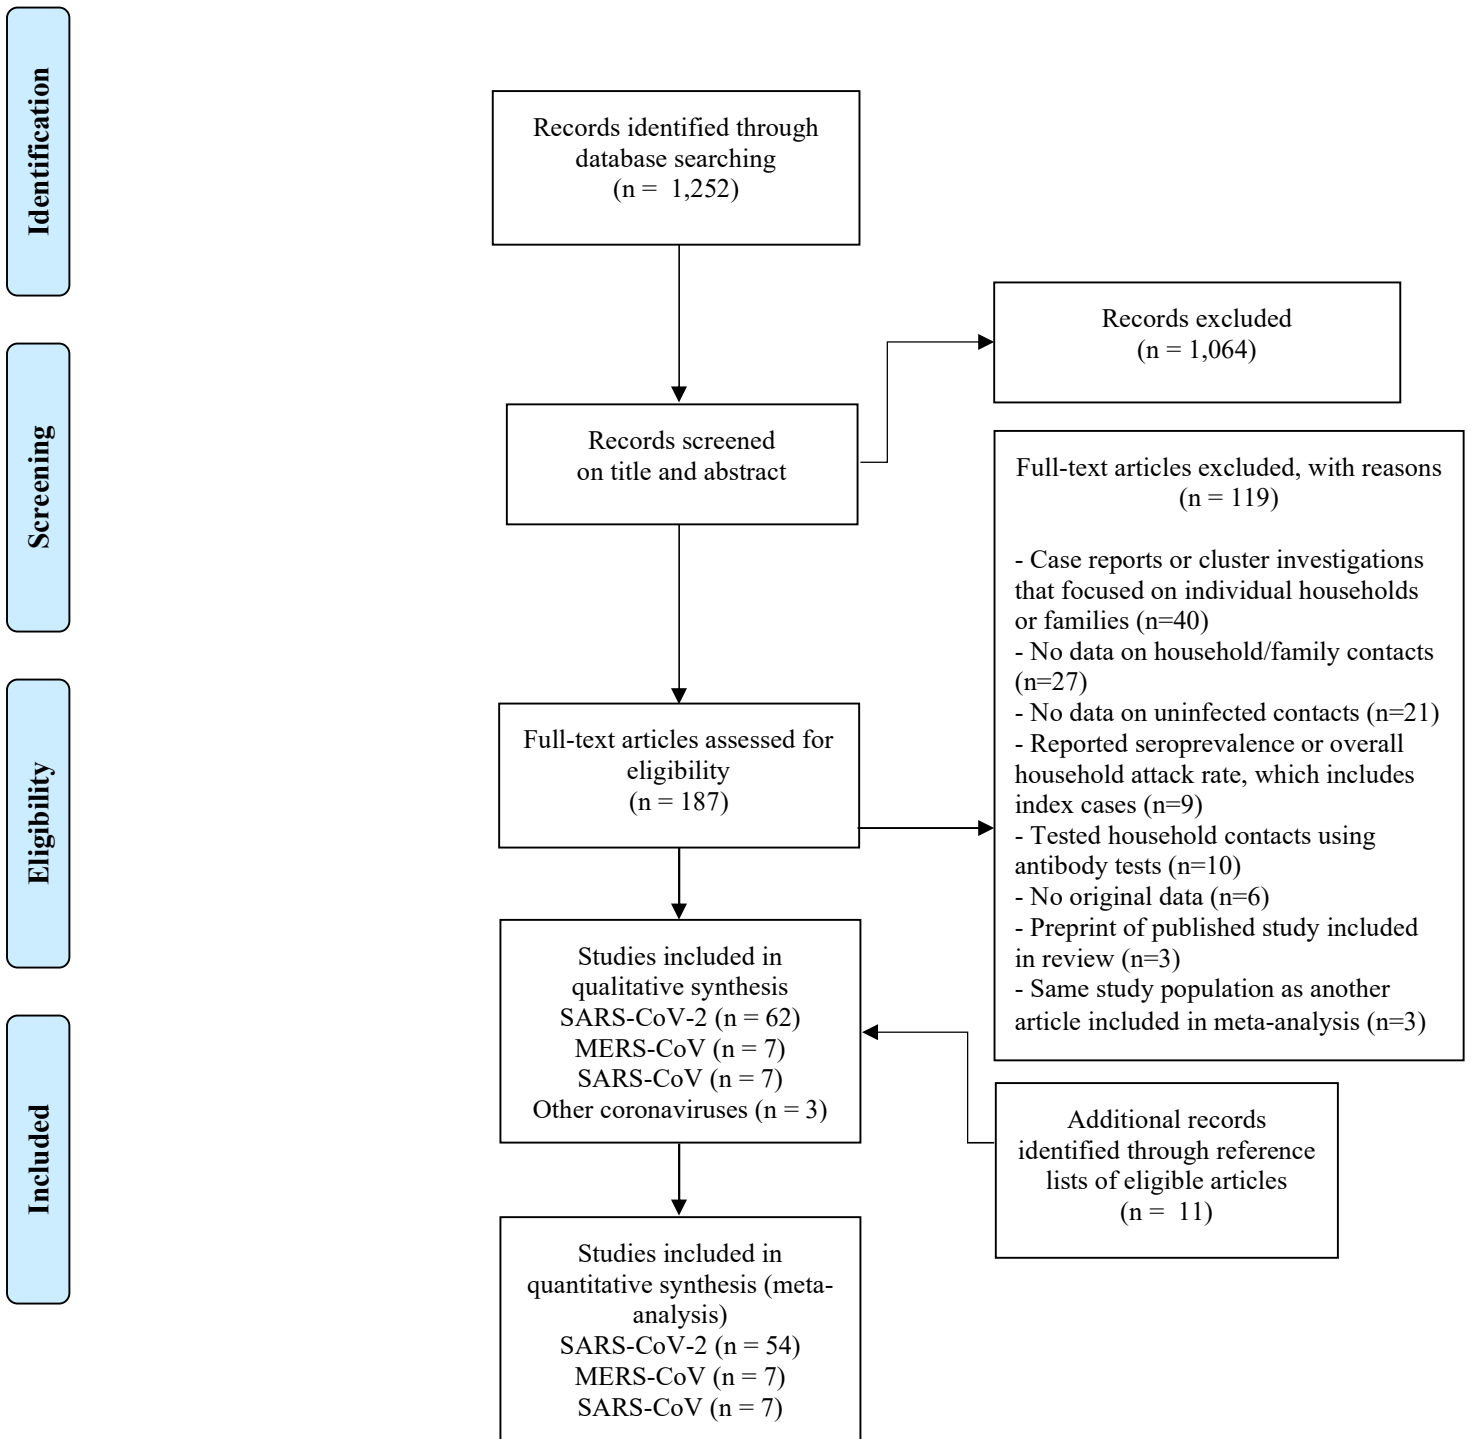 Identification
Records identified through
database searching
(n = 1,252)
Records excluded
(n = 1,064)
Screening
Records screened
on title and abstract
Full-text articles excluded, with reasons
(n = 119)
- Case reports or cluster investigations
that focused on individual households
or families (n=40)
- No data on household/family contacts
(n=27)
- No data on uninfected contacts (n=21)
- Reported seroprevalence or overall
household attack rate, which includes
index cases (n=9)
- Tested household contacts using
antibody tests (n=10)
- No original data (n=6)
- Preprint of published study included
in review (n=3)
- Same study population as another
article included in meta-analysis (n=3)
Eligibility
Full-text articles assessed for
eligibility
(n = 187)
Studies included in
qualitative synthesis
SARS-CoV-2 (n = 62)
MERS-CoV (n = 7)
SARS-CoV (n = 7)
Other coronaviruses (n = 3)
Additional records
identified through reference
lists of eligible articles
(n = 11)
Included
Studies included in
quantitative synthesis (meta-
analysis)
SARS-CoV-2 (n = 54)
MERS-CoV (n = 7)
SARS-CoV (n = 7)